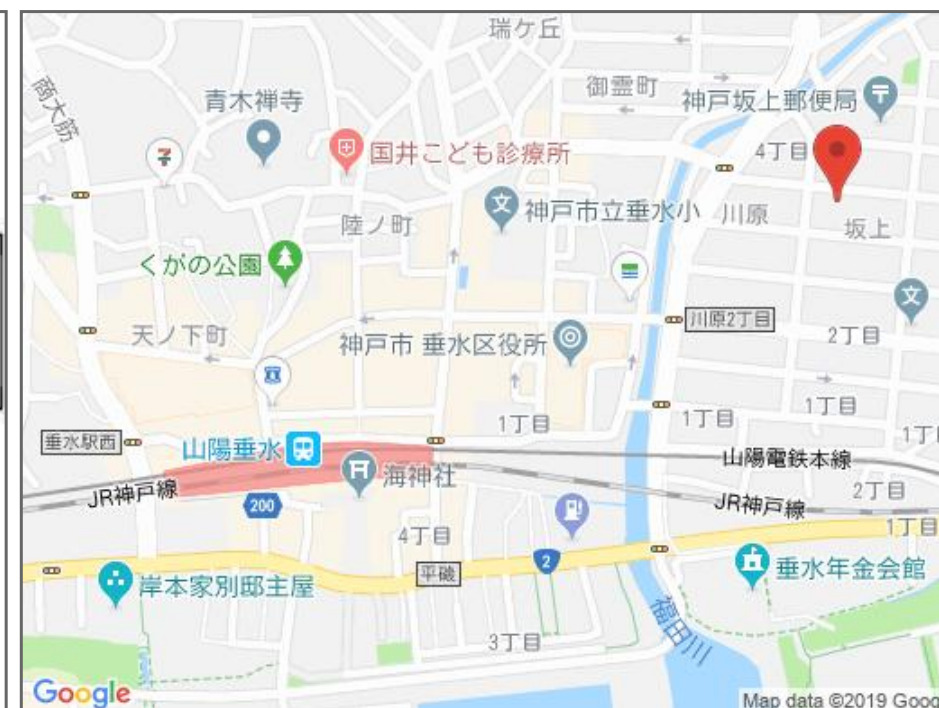 瑞ケ丘
御霊町
商大筋
青木禅寺
神戸坂上郵便局
国井こども診療所
4丁目
陸ノ町
神戸市立垂水小
川原
坂上
くがの公園
文
文
天ノ下町
神戸市 垂水区役所
川原2丁目
2丁目
1丁目
1丁目
1丁目
1丁
垂水駅西
山陽垂水
山陽電鉄本線
海神社
JR神戸線
200
2丁目
JR神戸線
4丁目
1丁目
2
平磯
岸本家別邸主屋
垂水年金会館
福田川
3丁目
Google
Map data ©2019 Goog